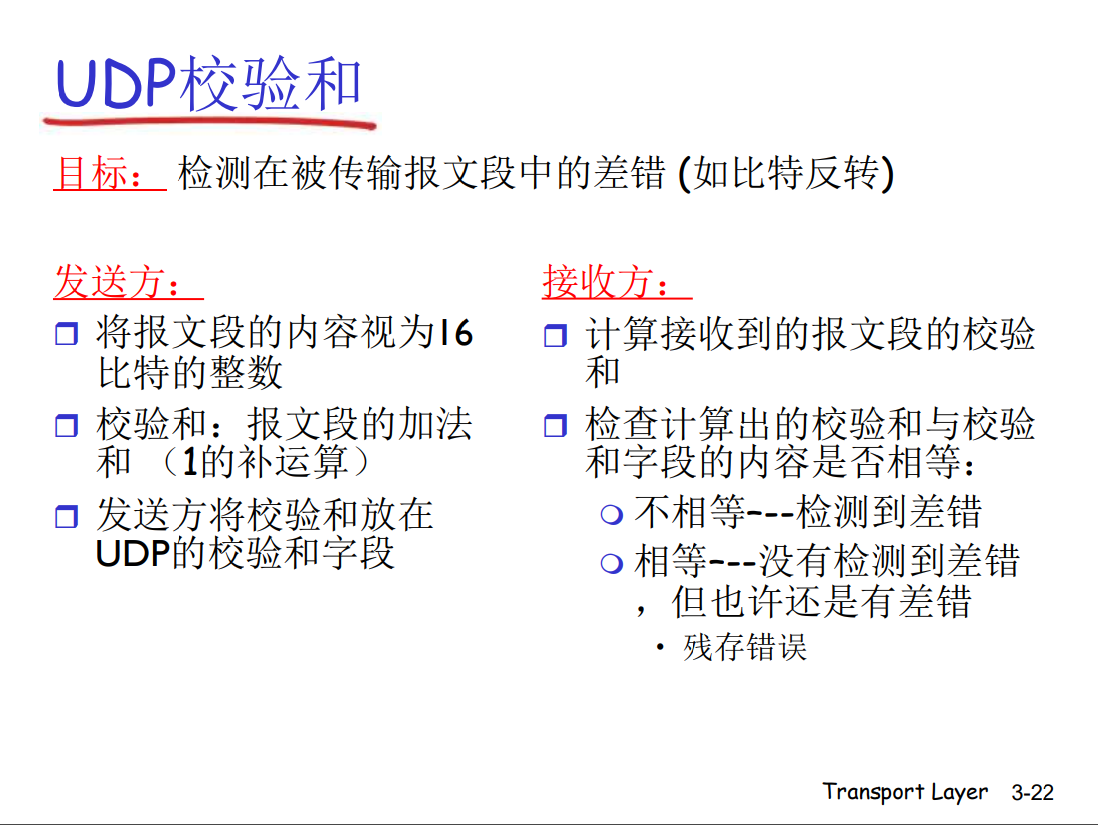 UDP校验和
目标： 检测在被传输报文段中的差错 (如比特反转)
发送方：
将报文段的内容视为16
比特的整数
校验和：报文段的加法
和 （1的补运算）
发送方将校验和放在
UDP的校验和字段
接收方：
计算接收到的报文段的校验
和
检查计算出的校验和与校验
和字段的内容是否相等：
不相等----检测到差错
相等----没有检测到差错
，但也许还是有差错
• 残存错误
Transport Layer 3-22